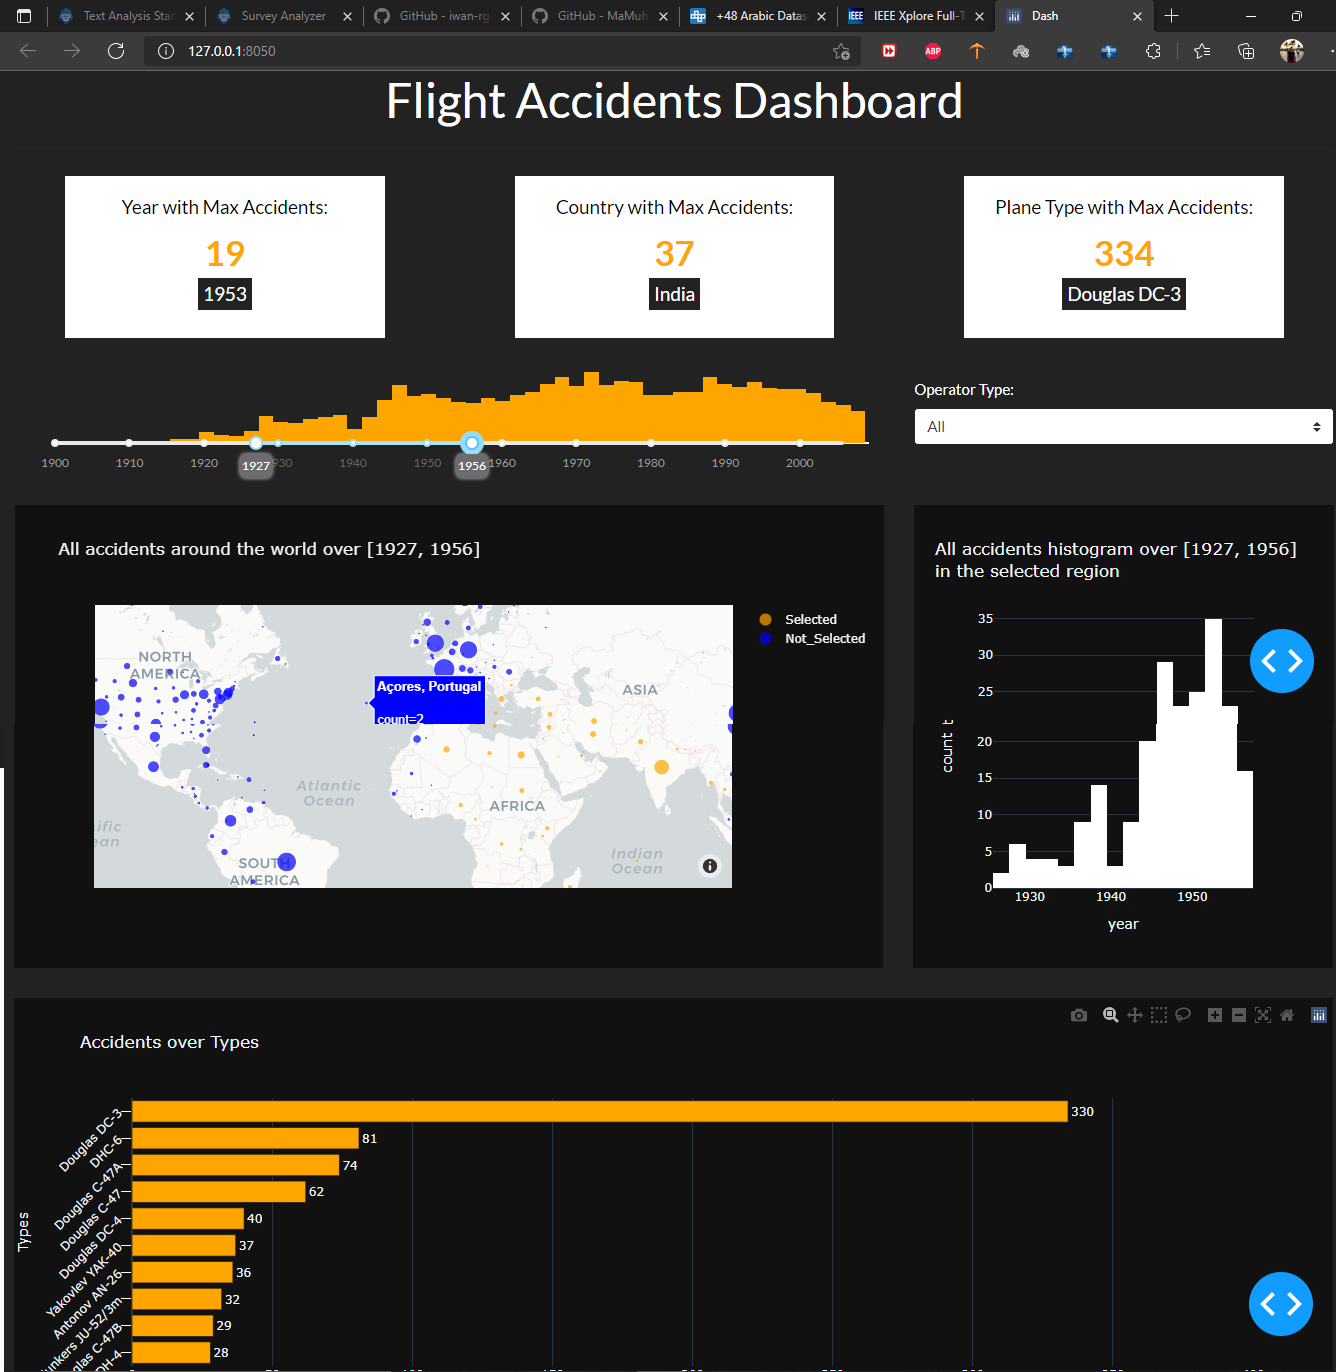 Text Analysis Star
Survey Analyzer
GitHub - iwan-rg
GitHub - MaMuh
+48 Arabic Datas
IEEE Xplore Full-T
Dash
127.0.0.1:8050
ABP
Flight Accidents Dashboard
Year with Max Accidents:
19
1953
Country with Max Accidents:
37
India
Plane Type with Max Accidents:
334
Douglas DC-3
Operator Type:
All
1900 1910 1920 1927 930 1940 1950 1956 1960 1970 1980 1990 2000
All accidents around the world over [1927, 1956]
Selected
Not_Selected
NORTH
AMERICA
Açores, Portugal
count=2
ASIA
Atlantic
Ocean
AFRICA
cific
ean
Indian
Ocean
SOUTH
AMERICA
All accidents histogram over [1927, 1956]
in the selected region
35
30
25
20
15
10
5
0
count t
1930 1940 1950
year
Accidents over Types
Types
Douglas DC-3 330
DHC-6 81
Douglas C-47A 74
Douglas C-47 62
Douglas DC-4 40
Yakovlev YAK-40 37
Antonov AN-26 36
unkers JU-52/3m 32
glas C-47B 29
DH-4 28